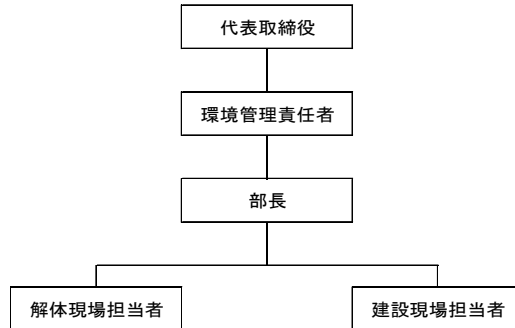 代表取締役
環境管理責任者
部長
解体現場担当者
建設現場担当者